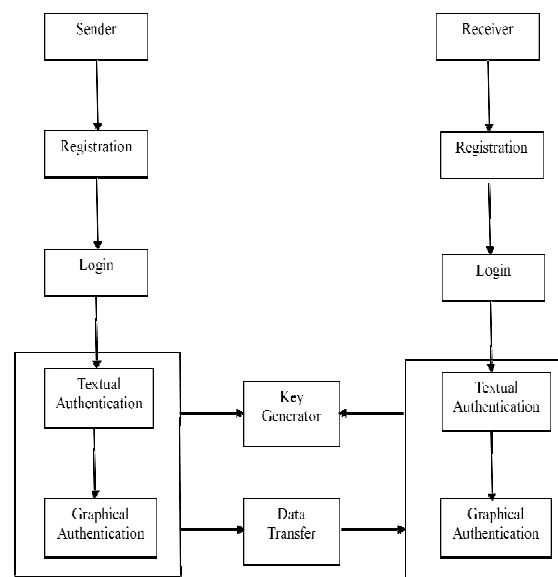 Sender
Receiver
Registration
Registration
Login
Login
Textual
Authentication
Key
Generator
Textual
Authentication
Graphical
Authentication
Data
Transfer
Graphical
Authentication